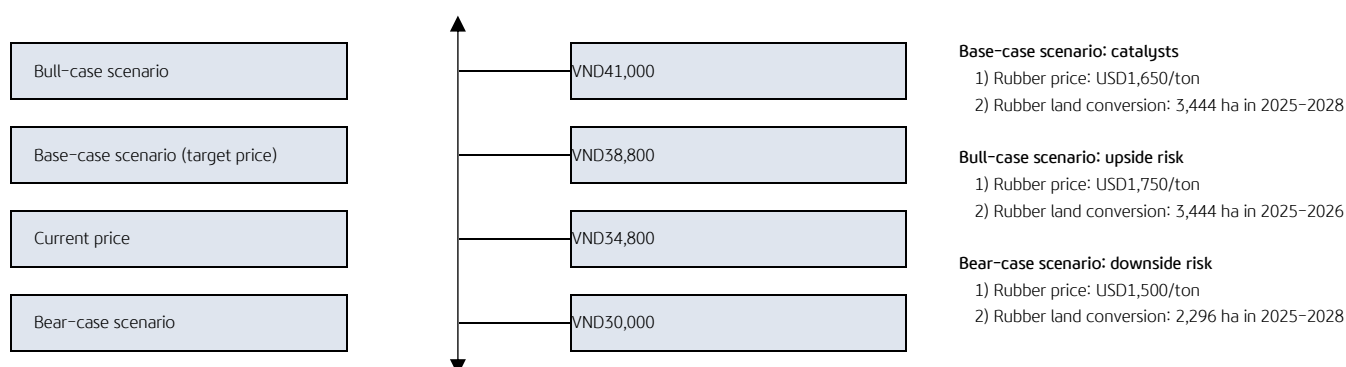 Bull-case scenario
VND41,000
Base-case scenario (target price)
VND38,800
Current price
VND34,800
Bear-case scenario
VND30,000
Base-case scenario: catalysts
1) Rubber price: USD1,650/ton
2) Rubber land conversion: 3,444 ha in 2025-2028
Bull-case scenario: upside risk
1) Rubber price: USD1,750/ton
2) Rubber land conversion: 3,444 ha in 2025-2026
Bear-case scenario: downside risk
1) Rubber price: USD1,500/ton
2) Rubber land conversion: 2,296 ha in 2025-2028